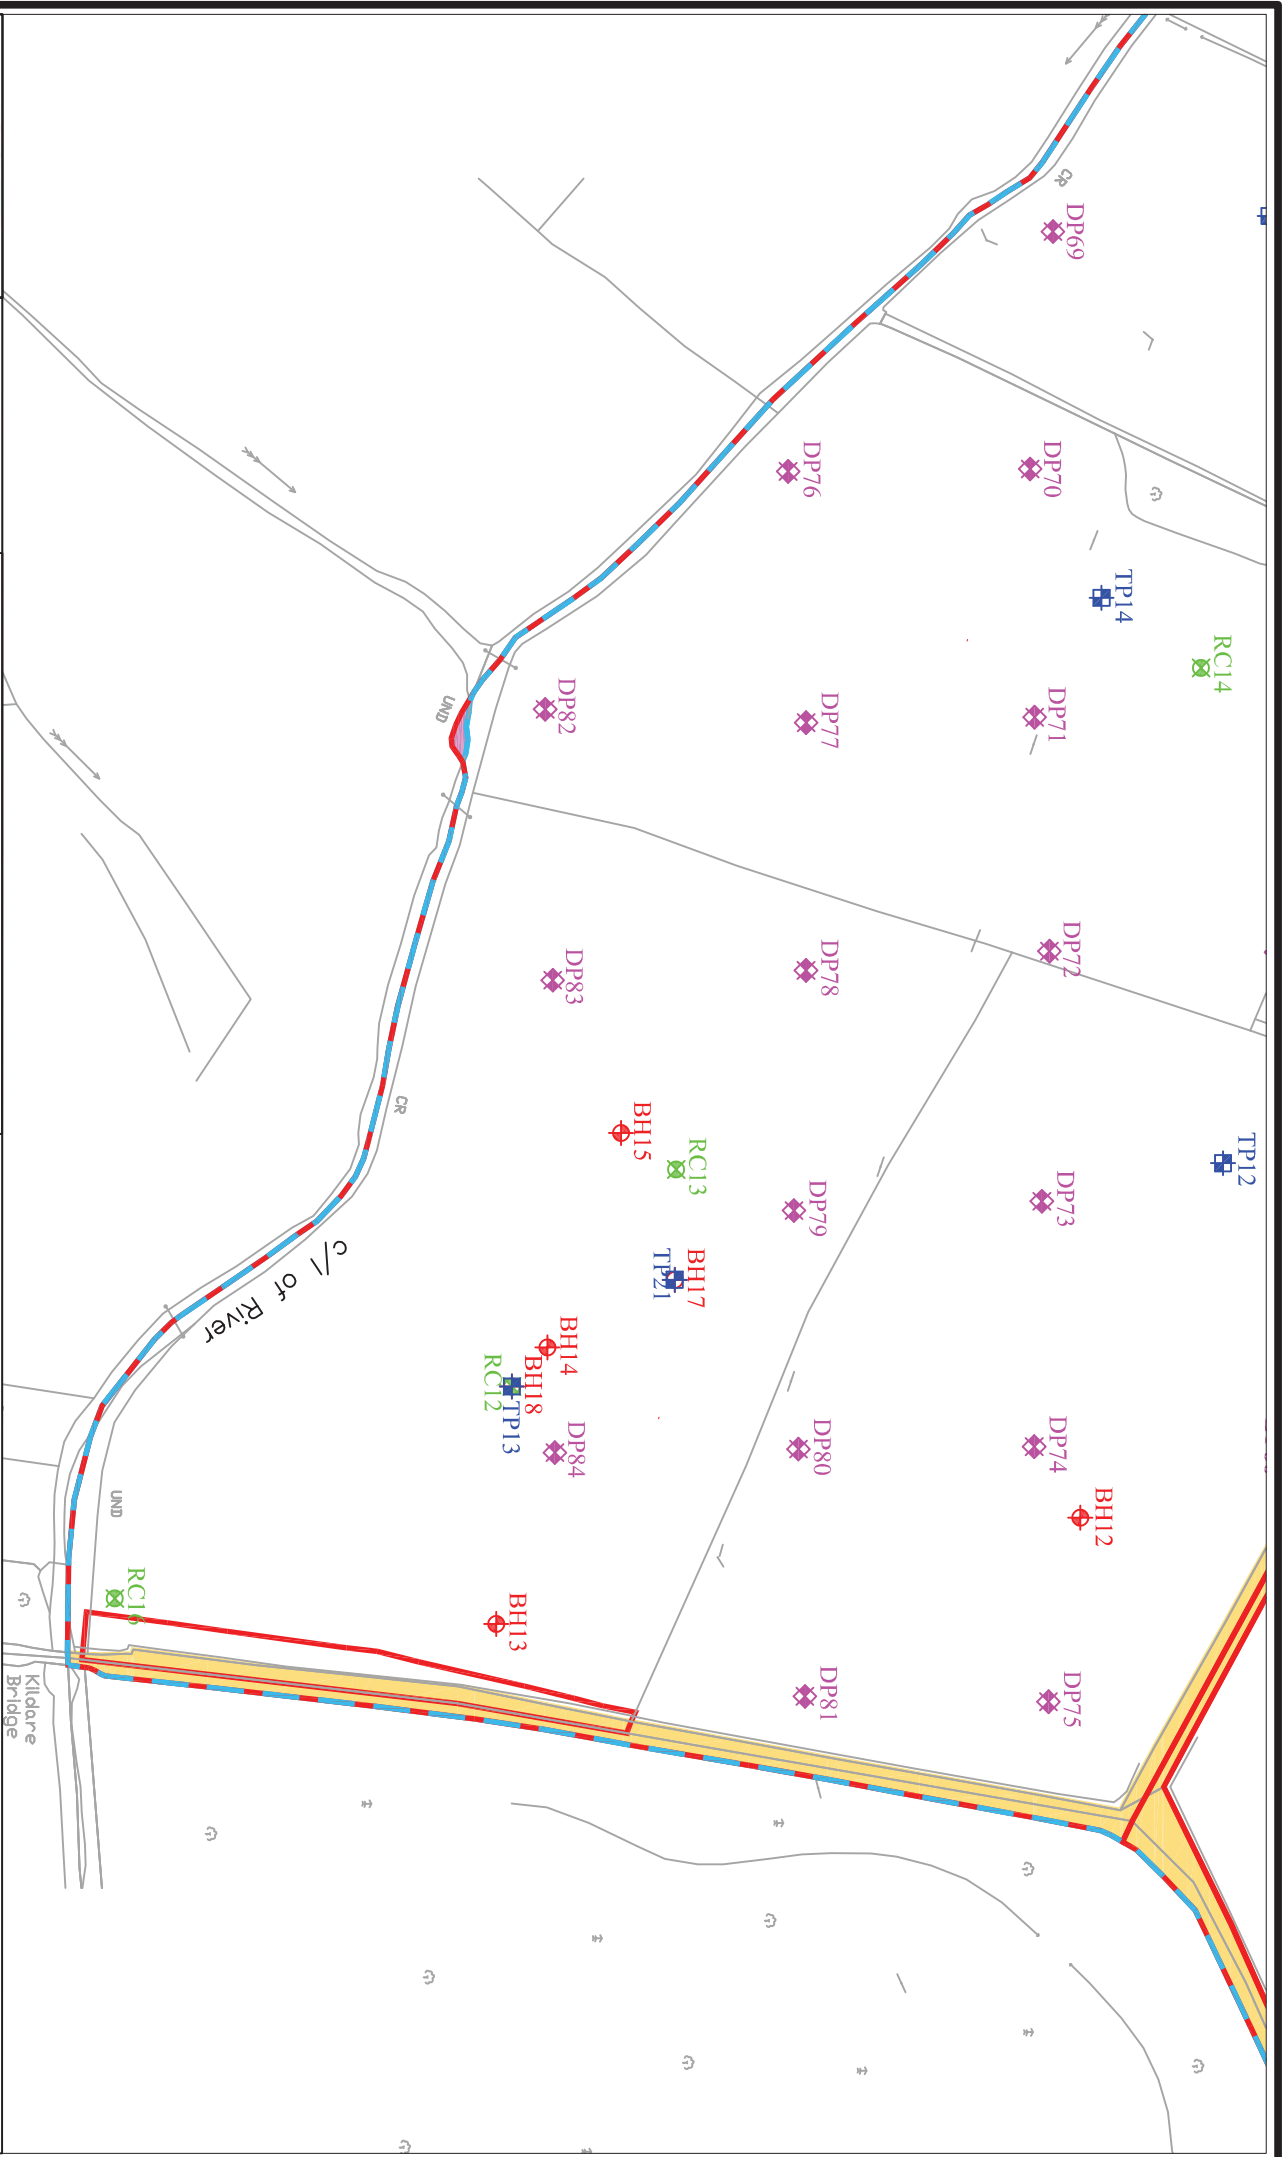 CR
DP69
DP76
DP70
TP14
RC14
DP82
DP77
DP71
UND
DP83
DP78
DP72
CR
BH15
RC13
DP79
DP73
TP12
c/l of River
TP21
BH17
BH14
RC12
BH18
TP13
DP84
DP80
DP74
BH12
UND
RC1
BH13
DP81
DP75
Kildare
Bridge